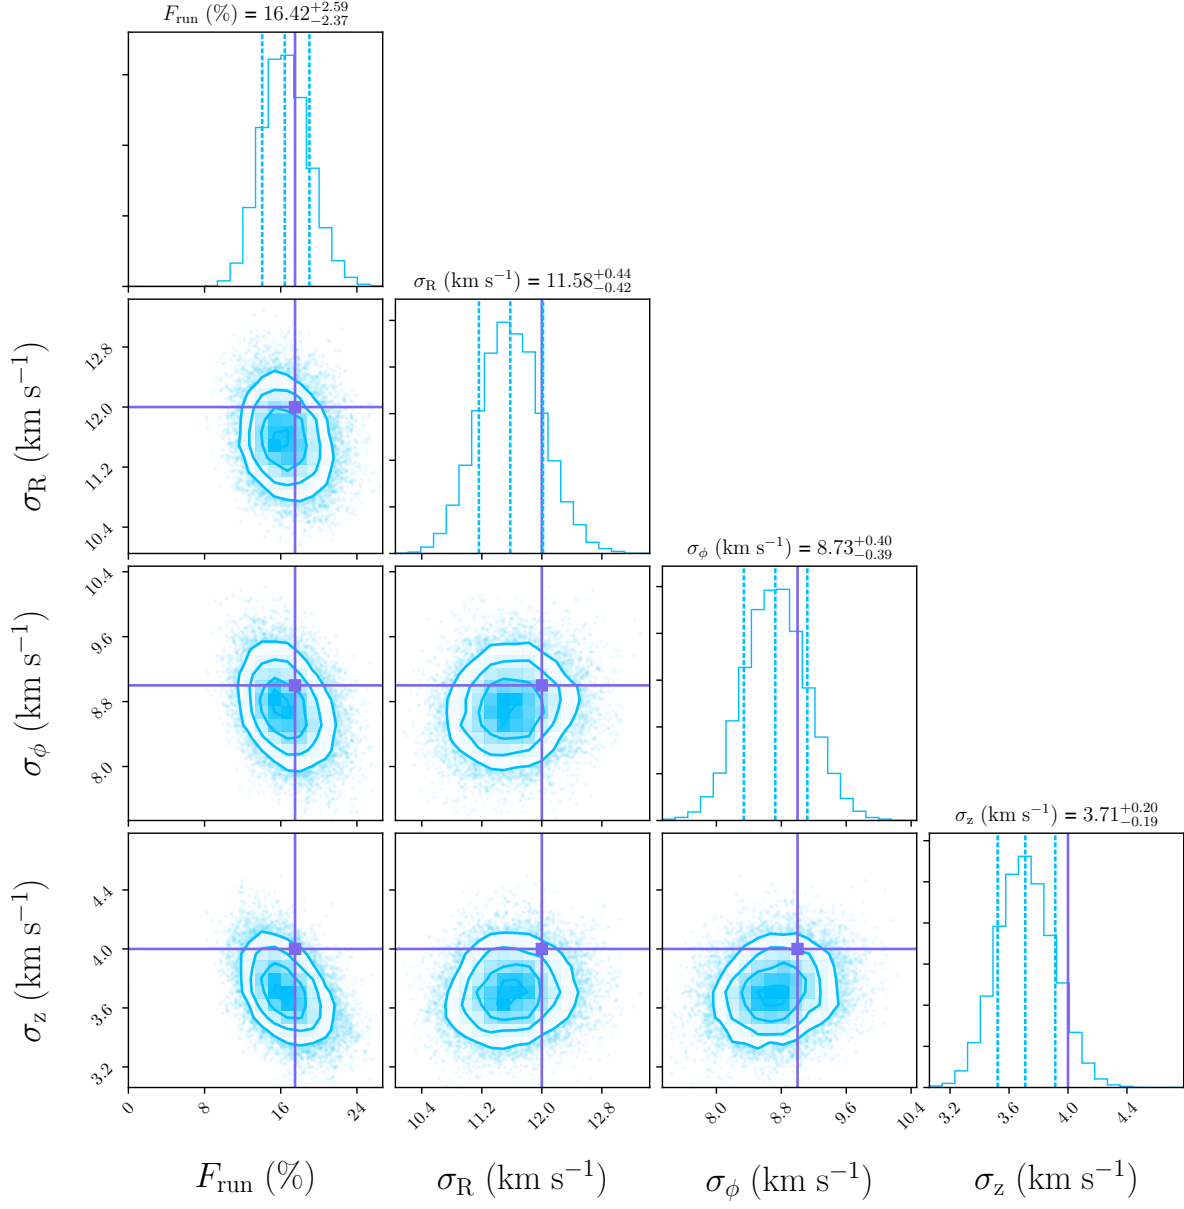 F_run (%) = 16.42^{+2.59}_{-2.37}
σ_R (km s⁻¹) = 11.58^{+0.44}_{-0.42}
12.8
12.0
11.2
10.4
σ_R (km s⁻¹)
σ_ϕ (km s⁻¹) = 8.73^{+0.40}_{-0.39}
10.4
9.6
8.8
8.0
σ_ϕ (km s⁻¹)
σ_z (km s⁻¹) = 3.71^{+0.20}_{-0.19}
4.4
4.0
3.6
3.2
σ_z (km s⁻¹)
0 8 16 24 10.4 11.2 12.0 12.8 8.0 8.8 9.6 10.4 3.2 3.6 4.0 4.4
F_run (%) σ_R (km s⁻¹) σ_ϕ (km s⁻¹) σ_z (km s⁻¹)